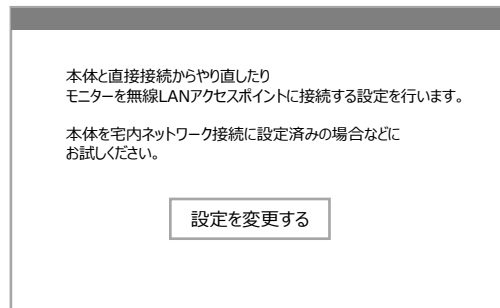 本体と直接接続からやり直したり
モニターを無線LANアクセスポイントに接続する設定を行います。
本体を宅内ネットワーク接続に設定済みの場合などに
お試しください。
設定を変更する